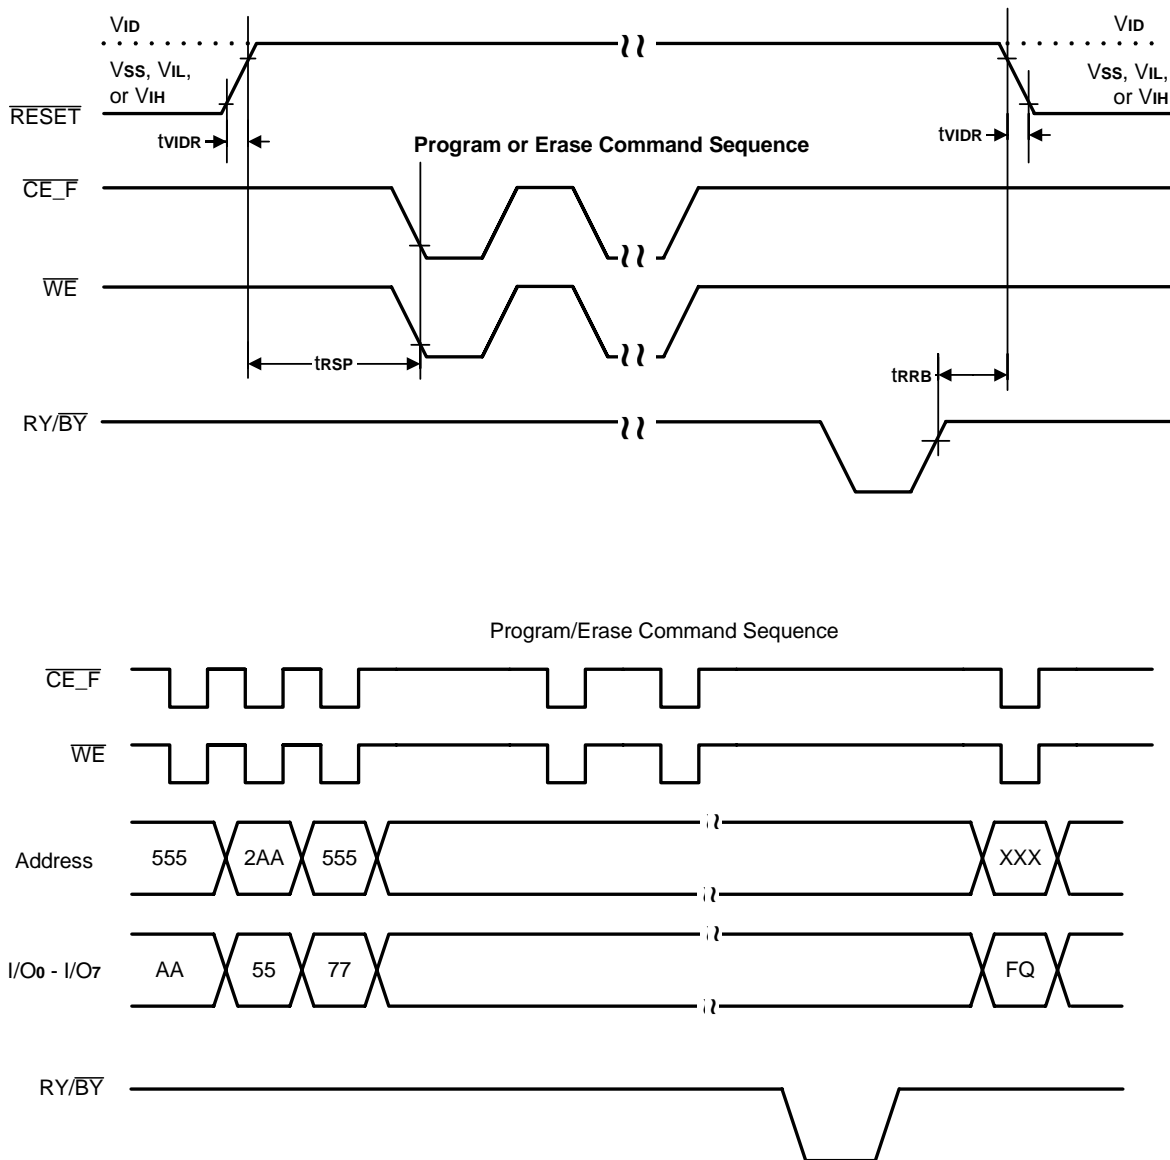 VID VID
VSS, VIL, or VIH VSS, VIL, or VIH
RESET
tVIDR tVIDR
Program or Erase Command Sequence
CE_F
WE
tRSP
tRRB
RY/BY
Program/Erase Command Sequence
CE_F
WE
Address 555 2AA 555 XXX
I/O0 - I/O7 AA 55 77 FQ
RY/BY